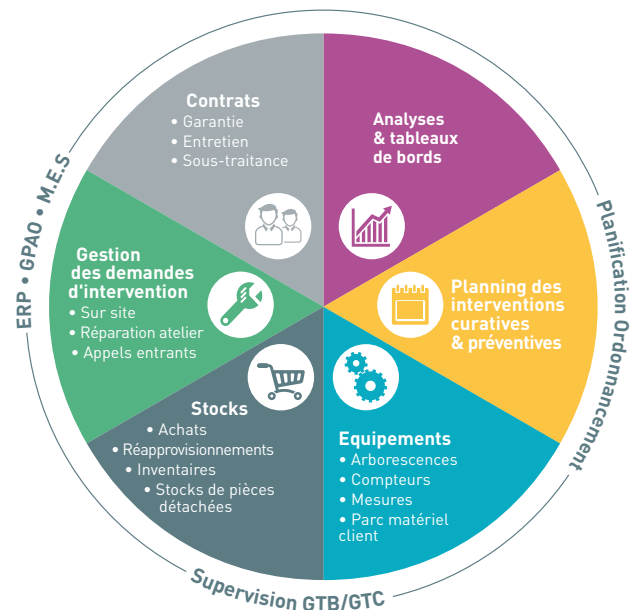 Contrats
• Garantie
• Entretien
• Sous-traitance
Analyses
& tableaux
de bords
Planning des
interventions
curatives
& préventives
Equipements
• Arborescences
• Compteurs
• Mesures
• Parc matériel
client
Stocks
• Achats
• Réapprovisionnements
• Inventaires
• Stocks de pièces
détachées
Gestion
des demandes
d'intervention
• Sur site
• Réparation atelier
• Appels entrants
ERP • GPAO • M.E.S
Planification Ordonnancement
Supervision GTB/GTC